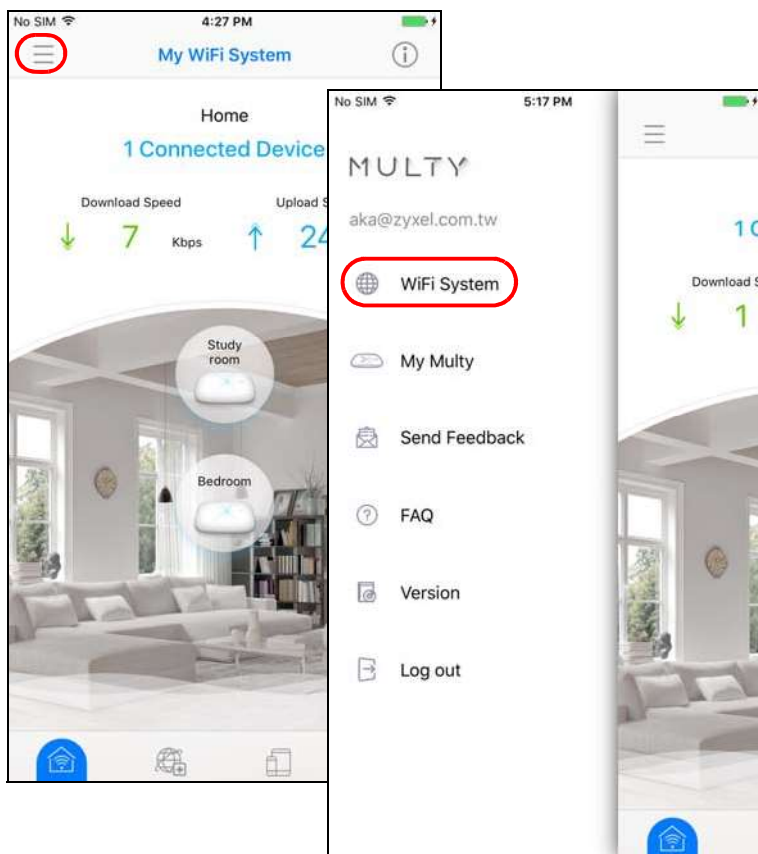 No SIM 4:27 PM
My WiFi System
Home
1 Connected Device
Download Speed Upload
7 Kbps 24
Study
room
Bedroom
No SIM 5:17 PM
MULTY
aka@zyxel.com.tw
WiFi System
My Multy
Send Feedback
FAQ
Version
Log out
1
Download
1